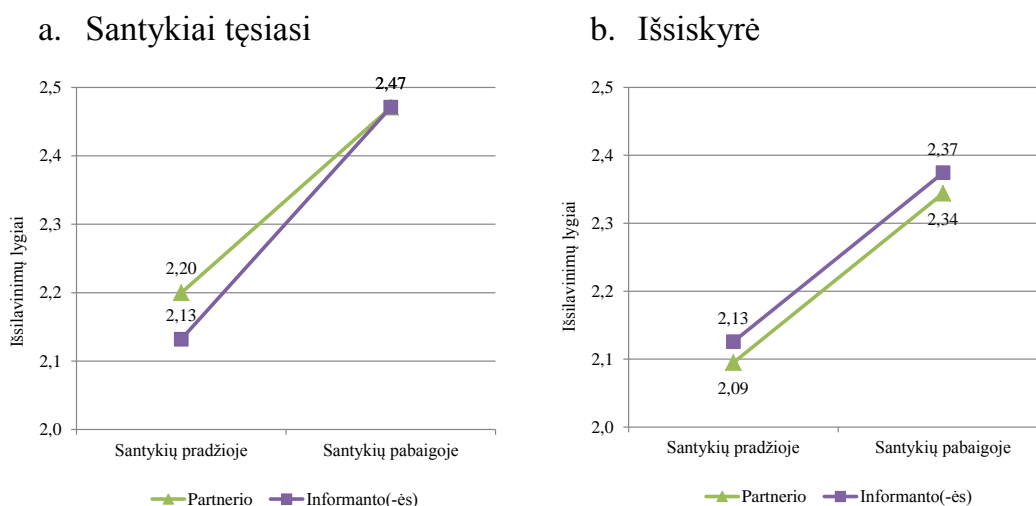 a. Santykiai tęsiasi
2,5
2,4
2,3
2,2
2,1
2,0
Išsilavinimų lygiai
2,47
2,20
2,13
Santykių pradžioje
Santykių pabaigoje
Partnerio
Informanto(-ės)
b. Išsiskyrė
2,5
2,4
2,3
2,2
2,1
2,0
Išsilavinimų lygiai
2,37
2,34
2,13
2,09
Santykių pradžioje
Santykių pabaigoje
Partnerio
Informanto(-ės)